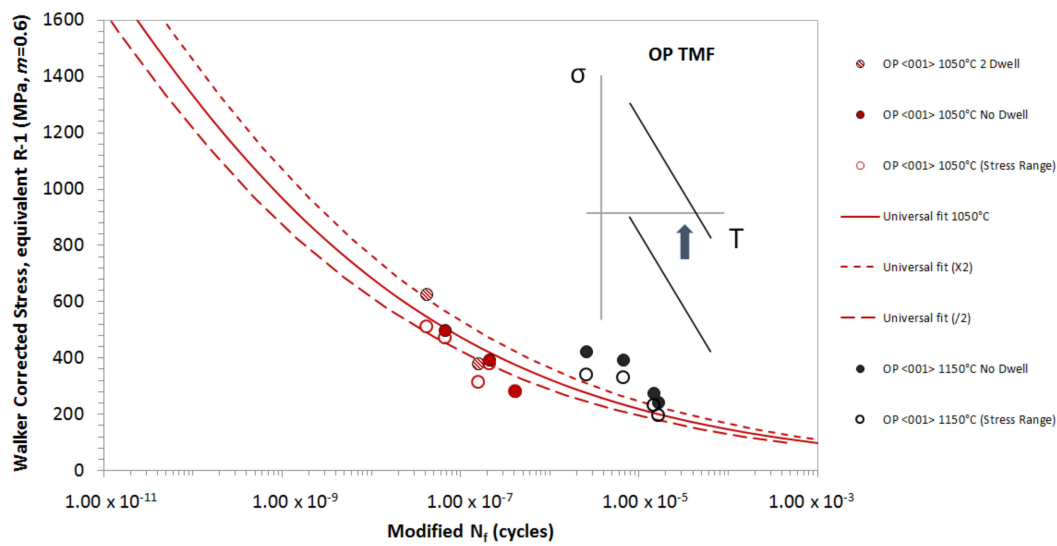 Walker Corrected Stress, equivalent R-1 (MPa, m=0.6)
1600
1400
1200
1000
800
600
400
200
0
1.00 x 10-11
1.00 x 10-9
1.00 x 10-7
1.00 x 10-5
1.00 x 10-3
Modified Nf (cycles)
OP TMF
σ
T
OP <001> 1050°C 2 Dwell
OP <001> 1050°C No Dwell
OP <001> 1050°C (Stress Range)
Universal fit 1050°C
Universal fit (X2)
Universal fit (/2)
OP <001> 1150°C No Dwell
OP <001> 1150°C (Stress Range)